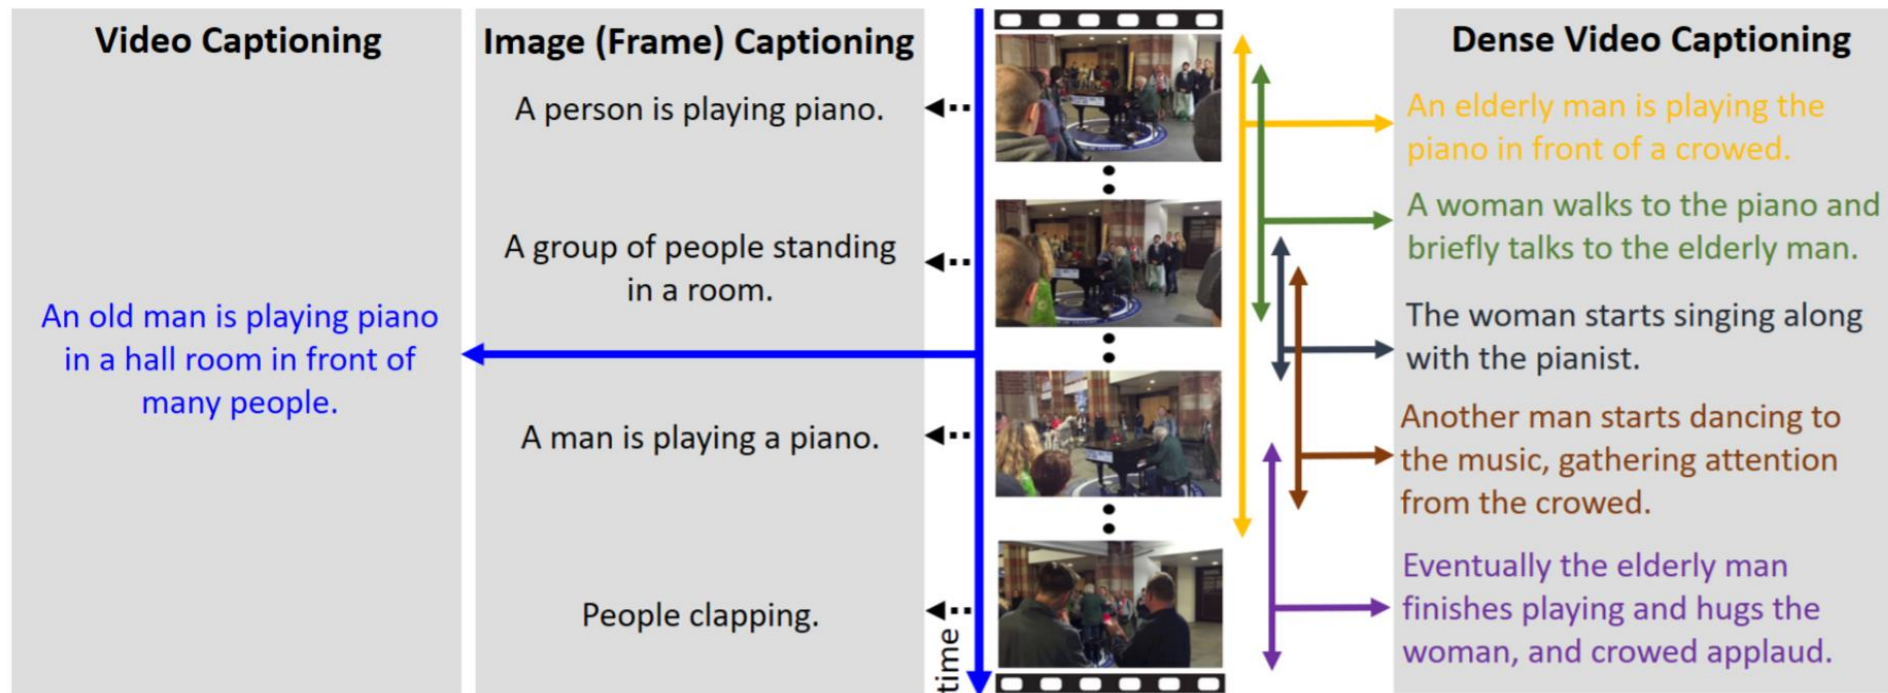 Video Captioning
An old man is playing piano
in a hall room in front of
many people.
Image (Frame) Captioning
A person is playing piano.
A group of people standing
in a room.
A man is playing a piano.
People clapping.
time
Dense Video Captioning
An elderly man is playing the
piano in front of a crowed.
A woman walks to the piano and
briefly talks to the elderly man.
The woman starts singing along
with the pianist.
Another man starts dancing to
the music, gathering attention
from the crowed.
Eventually the elderly man
finishes playing and hugs the
woman, and crowed applaud.